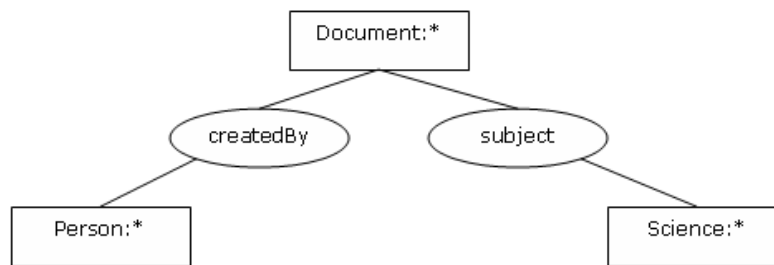 Document:*
createdBy
subject
Person:*
Science:*